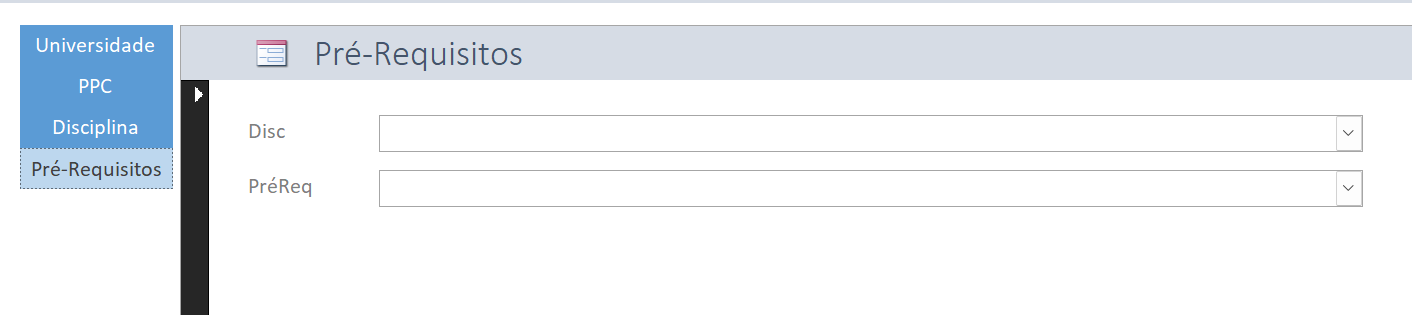 Universidade
PPC
Disciplina
Pré-Requisitos
Pré-Requisitos
Disc
PréReq